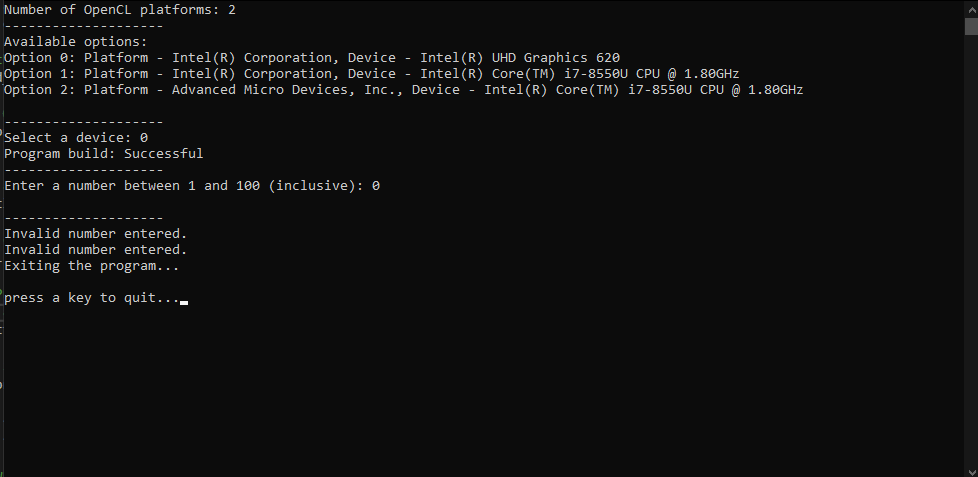 Number of OpenCL platforms: 2
--------------------
Available options:
Option 0: Platform - Intel(R) Corporation, Device - Intel(R) UHD Graphics 620
Option 1: Platform - Intel(R) Corporation, Device - Intel(R) Core(TM) i7-8550U CPU @ 1.80GHz
Option 2: Platform - Advanced Micro Devices, Inc., Device - Intel(R) Core(TM) i7-8550U CPU @ 1.80GHz
--------------------
Select a device: 0
Program build: Successful
--------------------
Enter a number between 1 and 100 (inclusive): 0
--------------------
Invalid number entered.
Invalid number entered.
Exiting the program...
press a key to quit...